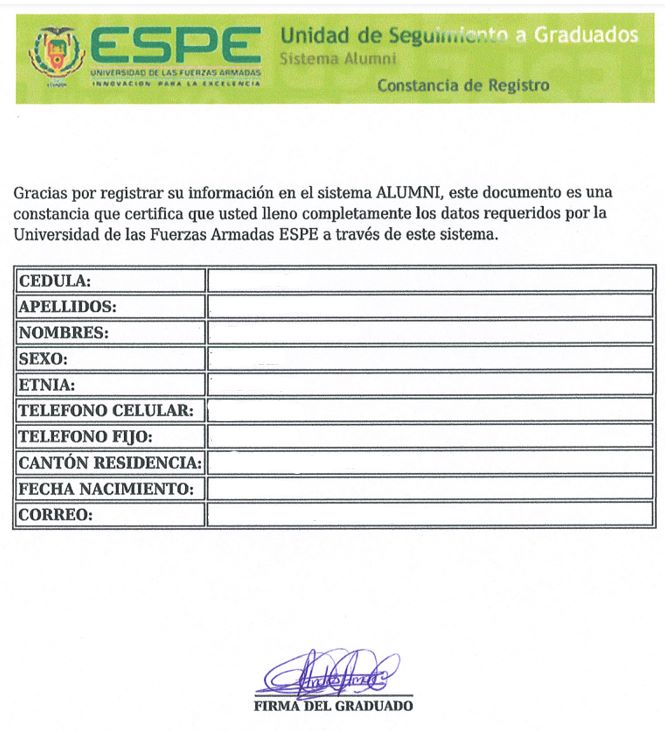 ESPE
UNIVERSIDAD DE LAS FUERZAS ARMADAS
INNOVACIÓN PARA LA EXCELENCIA
ECUADOR
Unidad de Seguimiento a Graduados
Sistema Alumni
Constancia de Registro
Gracias por registrar su información en el sistema ALUMNI, este documento es una
constancia que certifica que usted lleno completamente los datos requeridos por la
Universidad de las Fuerzas Armadas ESPE a través de este sistema.
CEDULA:
APELLIDOS:
NOMBRES:
SEXO:
ETNIA:
TELEFONO CELULAR:
TELEFONO FIJO:
CANTÓN RESIDENCIA:
FECHA NACIMIENTO:
CORREO:
FIRMA DEL GRADUADO